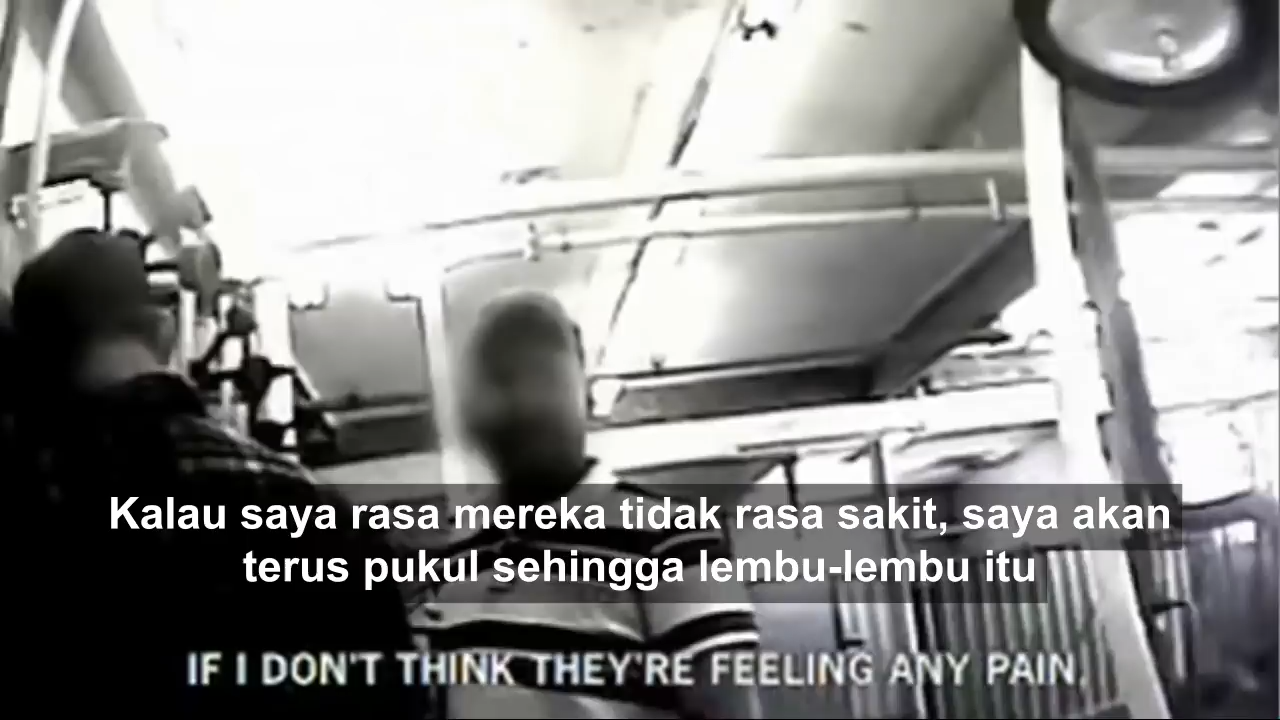 Kalau saya rasa mereka tidak rasa sakit, saya akan
terus pukul sehingga lembu-lembu itu
IF I DON'T THINK THEY'RE FEELING ANY PAIN,